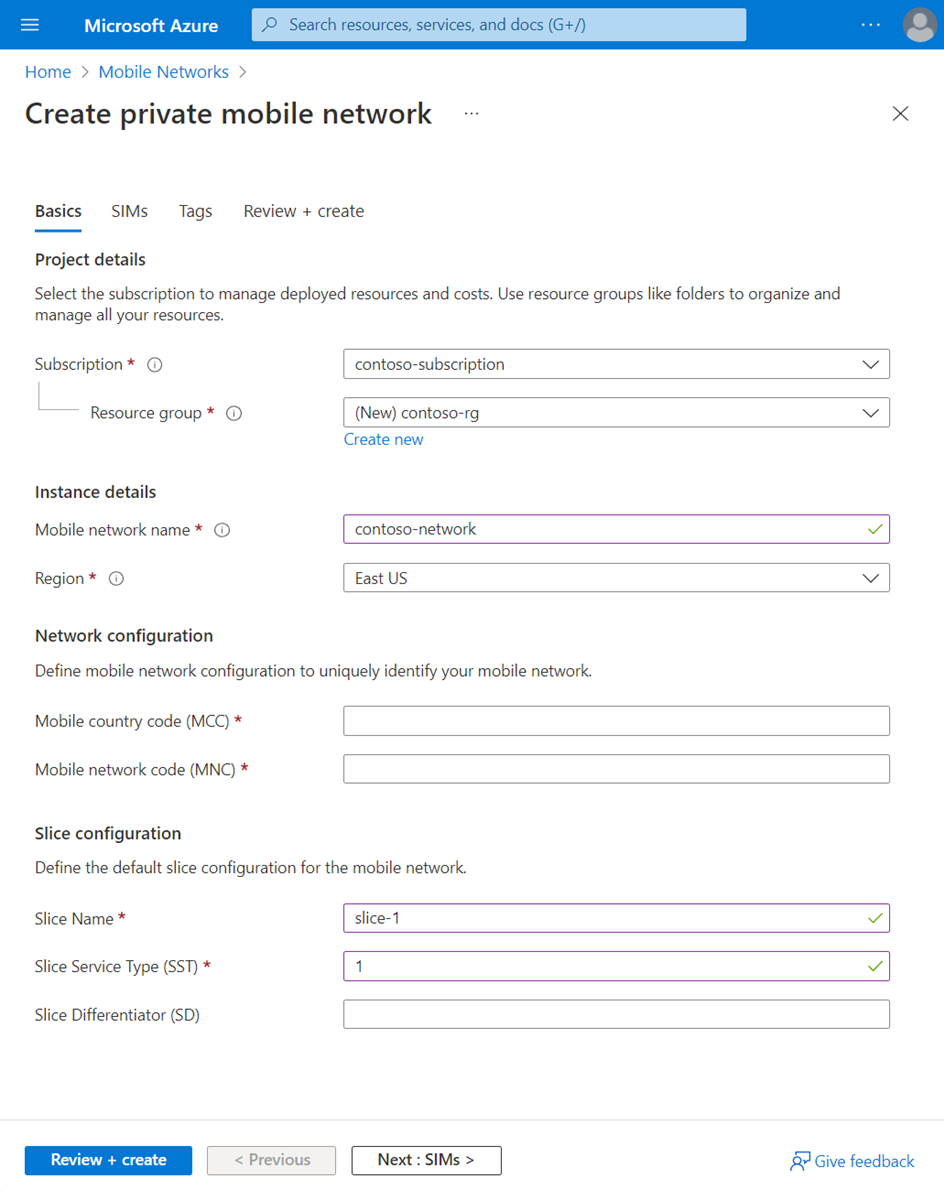 Microsoft Azure
Search resources, services, and docs (G+/)
...
Home > Mobile Networks >
Create private mobile network ...
Basics SIMs Tags Review + create
Project details
Select the subscription to manage deployed resources and costs. Use resource groups like folders to organize and
manage all your resources.
Subscription * contoso-subscription
Resource group * (New) contoso-rg
Create new
Instance details
Mobile network name * contoso-network
Region * East US
Network configuration
Define mobile network configuration to uniquely identify your mobile network.
Mobile country code (MCC) *
Mobile network code (MNC) *
Slice configuration
Define the default slice configuration for the mobile network.
Slice Name * slice-1
Slice Service Type (SST) * 1
Slice Differentiator (SD)
Review + create < Previous Next : SIMs > Give feedback